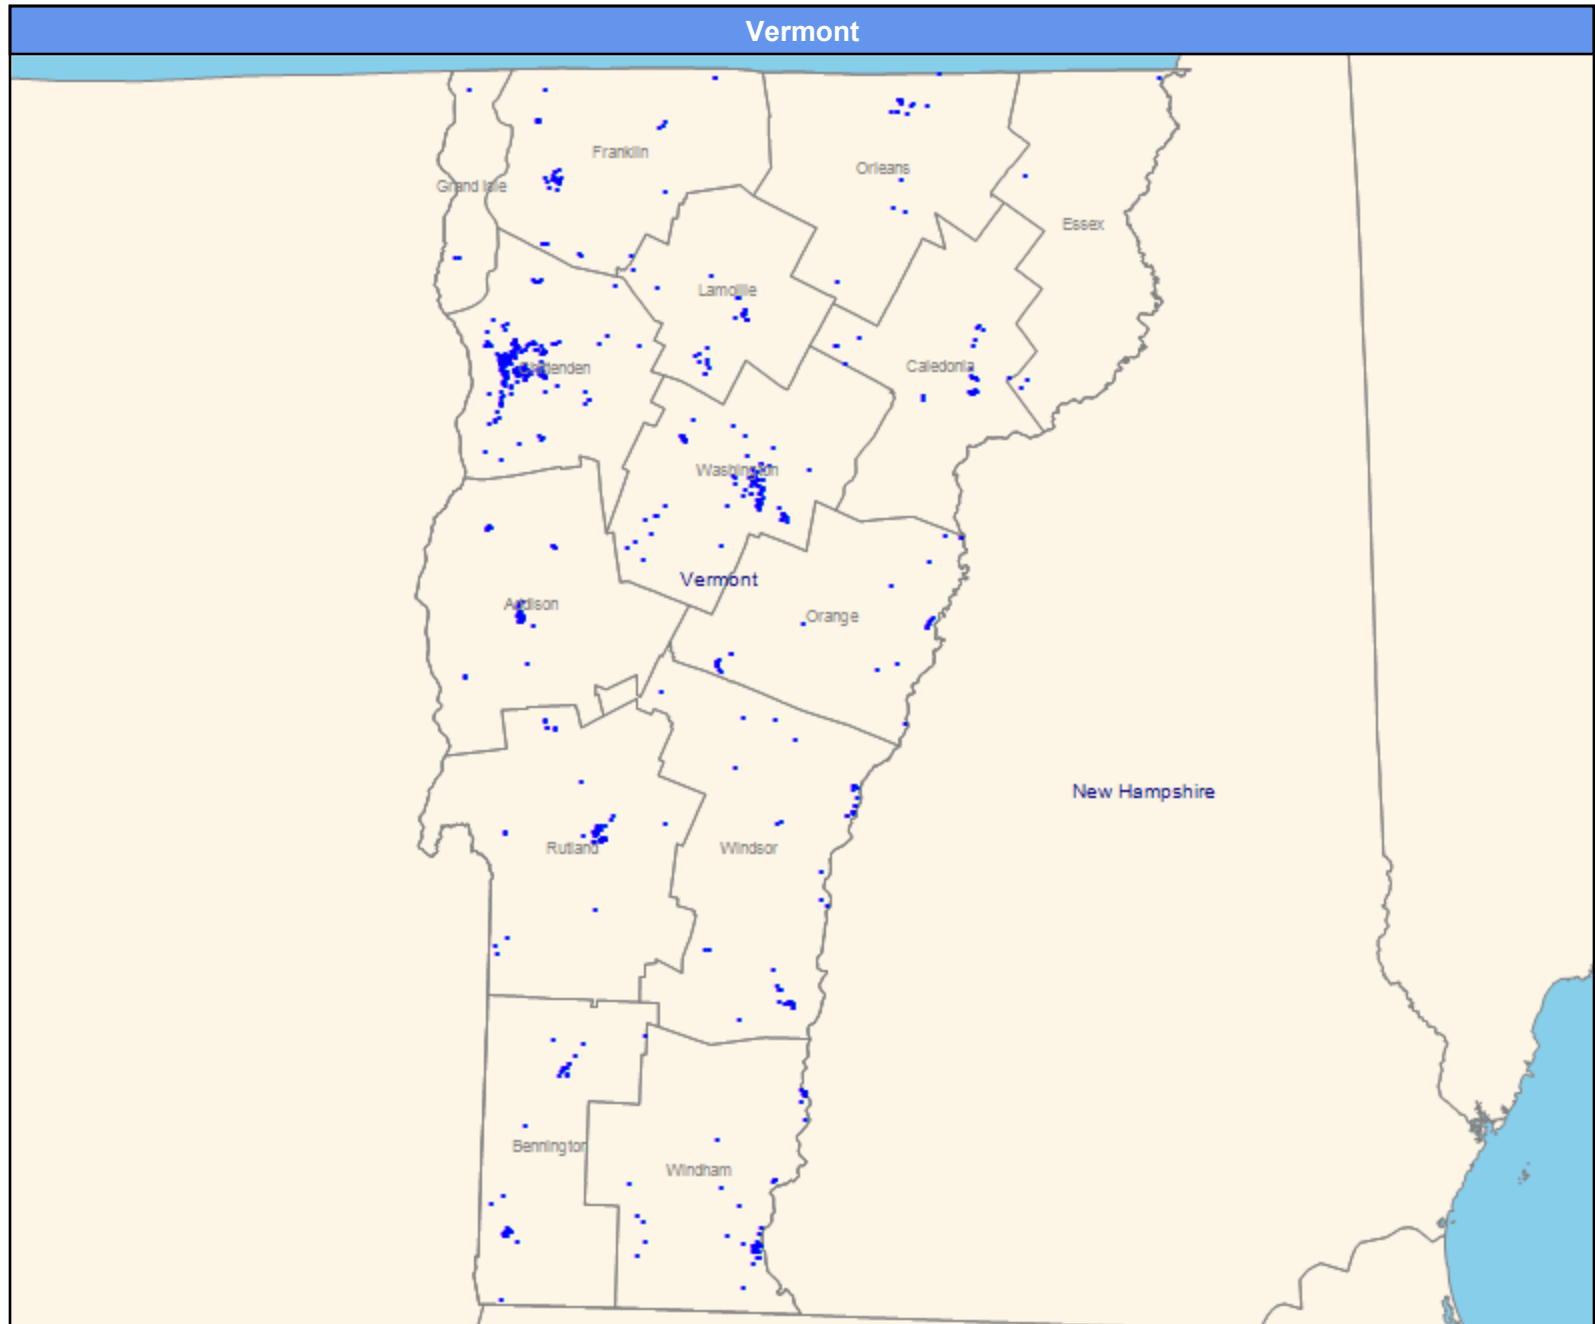 Vermont
Franklin
Orleans
Grand Isle
Essex
Lamoille
Chittenden
Caledonia
Washington
Vermont
Addison
Orange
New Hampshire
Rutland
Windsor
Bennington
Windham